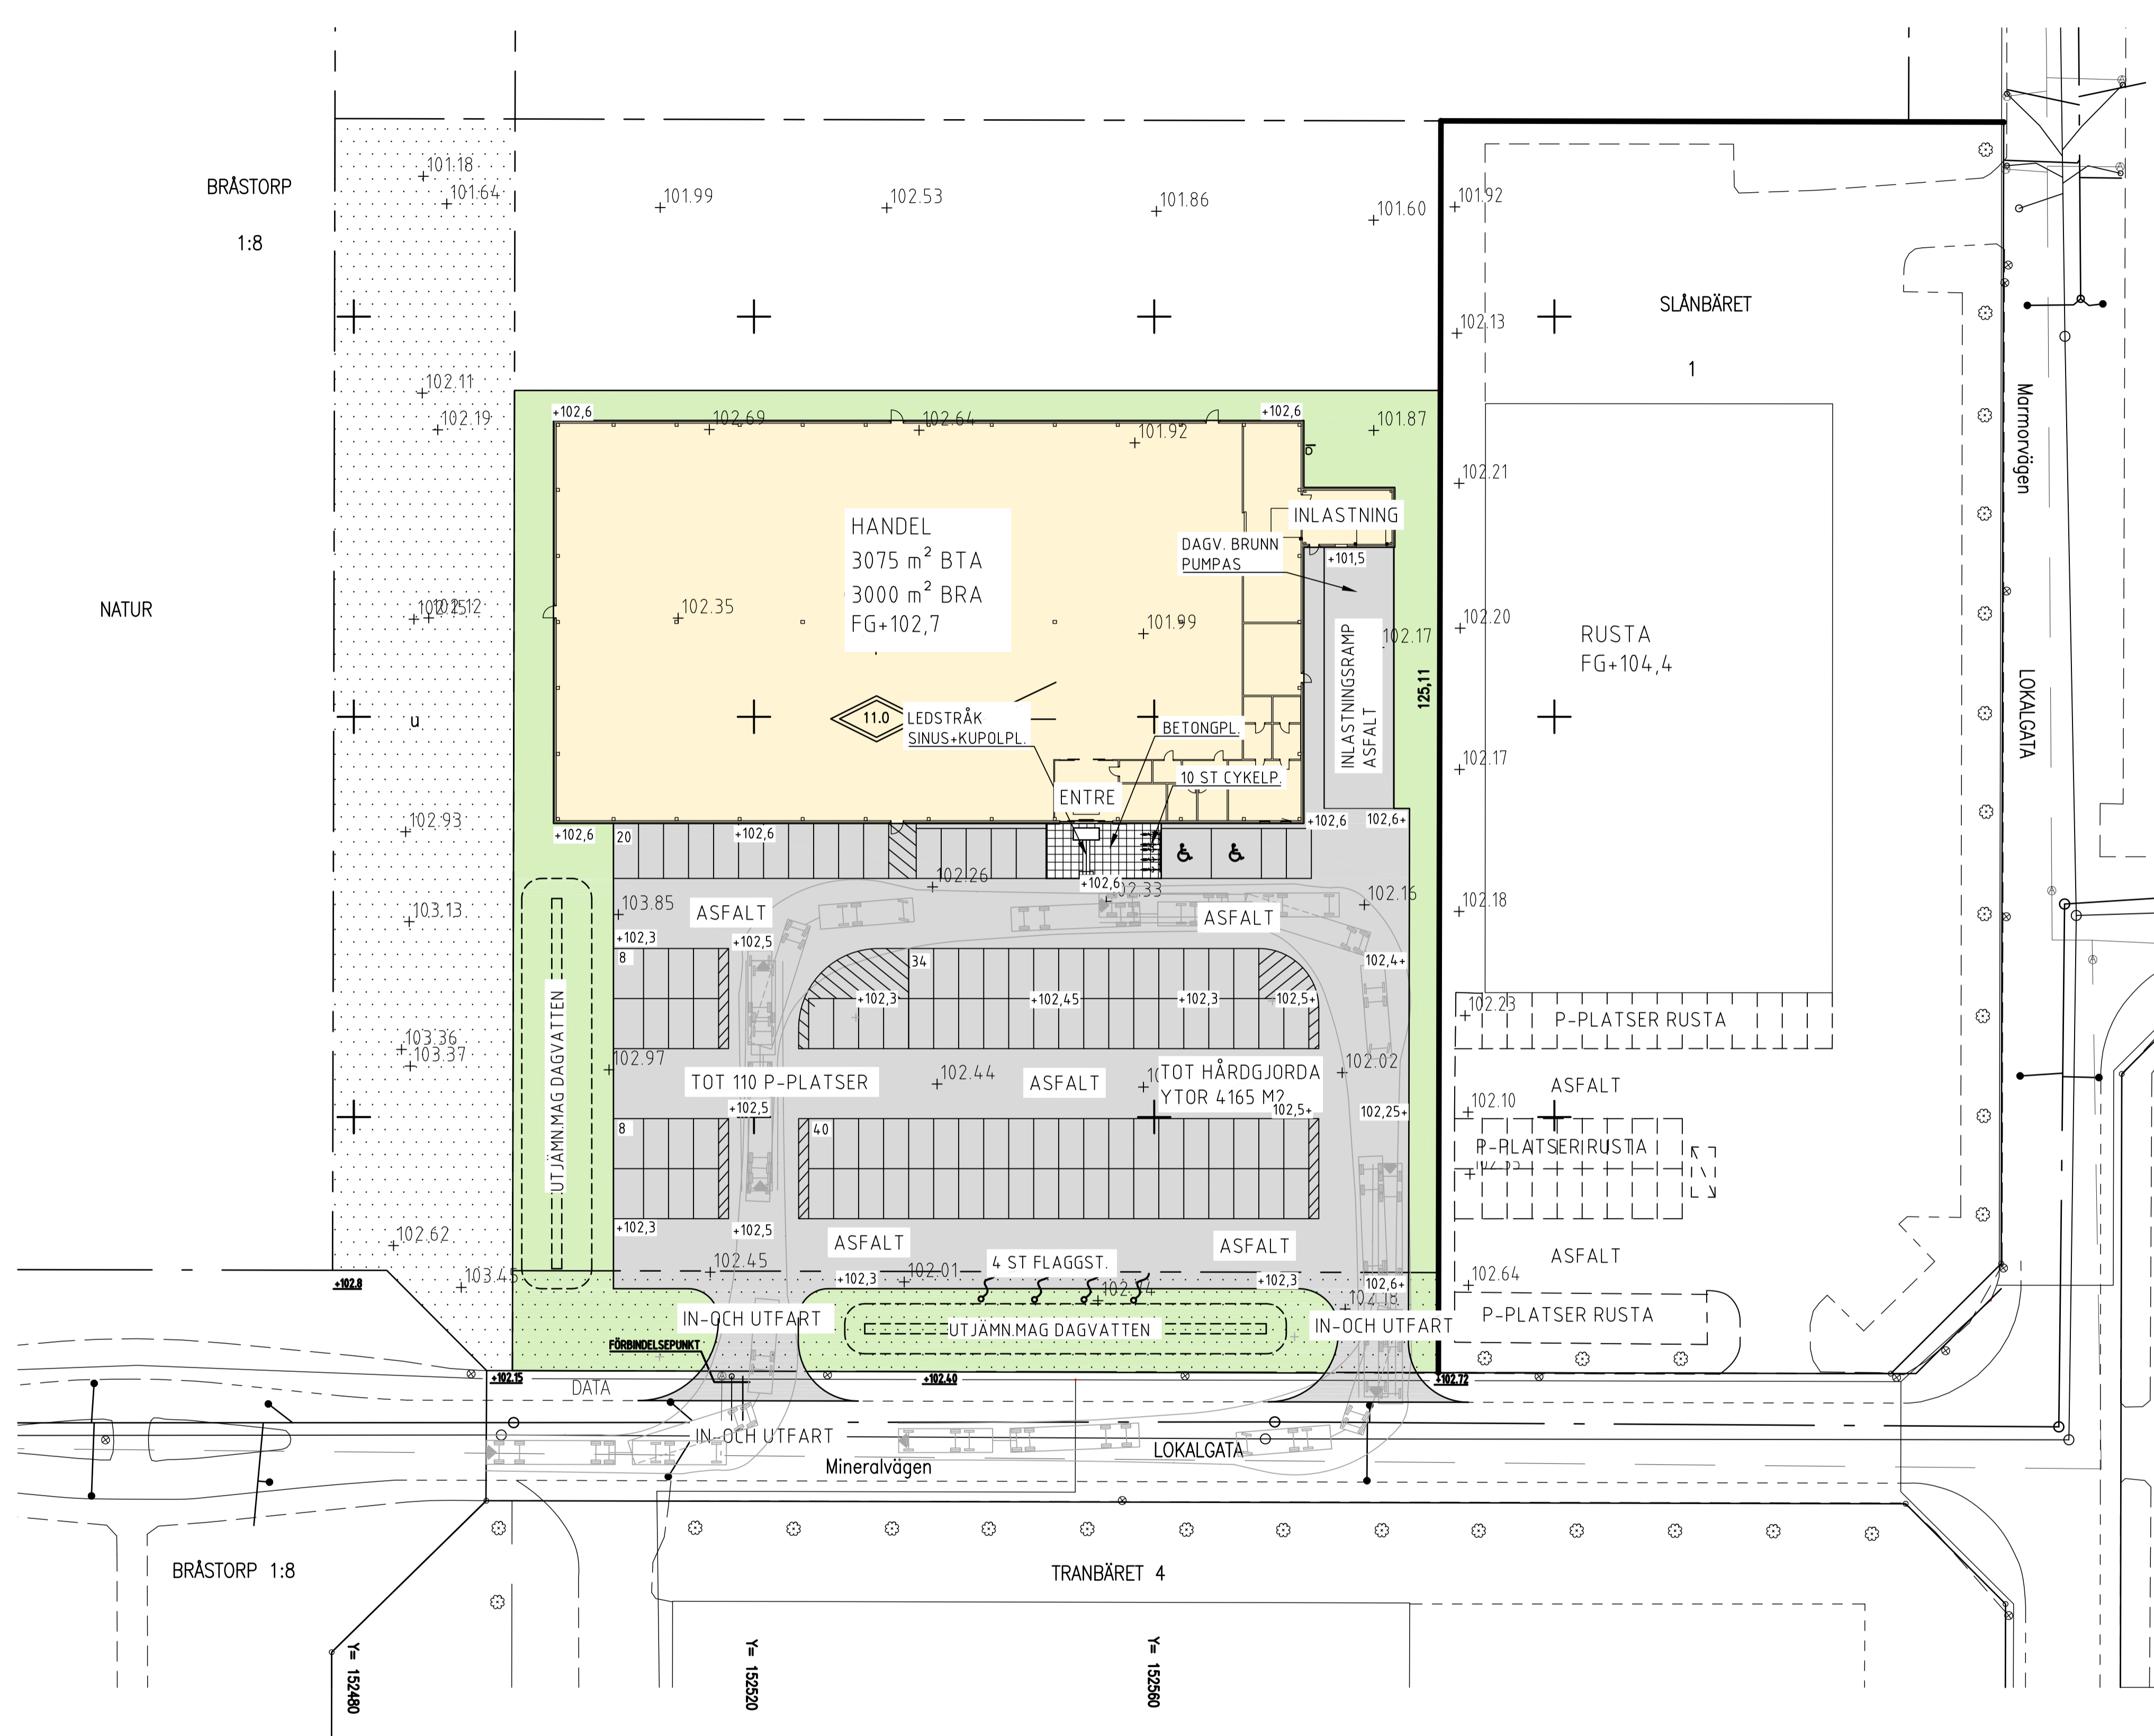 BRÅSTORP
1:8
101.18
101.64
101.99
102.53
101.86
101.60
101.92
SLÅNBÄRET
1
102.13
Marmorvägen
102.11
102.19
+102,6
102.69
102.64
+102,6
101.92
101.87
102.21
HANDEL
3075 m² BTA
3000 m² BRA
FG+102,7
INLASTNING
DAGV. BRUNN
PUMPAS
+101,5
NATUR
102.12
102.35
101.99
102.17
102.20
RUSTA
FG+104,4
INLASTNINGSRAMP
ASFALT
125,11
LOKALGATA
u
11.0
LEDSTRÅK
SINUS+KUPOLPL.
BETONGPL.
10 ST CYKELP.
ENTRE
102.17
102.93
+102,6
20
+102,6
+102,6
102,6+
102.26
+102,6
102.33
102.16
102.18
103.13
103.85
ASFALT
ASFALT
+102,3
+102,5
8
34
102,4+
+102,3
+102,45
+102,3
102,5+
102.23
P-PLATSER RUSTA
UTJÄMN.MAG DAGVATTEN
103.36
103.37
102.97
TOT 110 P-PLATSER
102.44
ASFALT
TOT HÅRDGJORDA
YTOR 4165 M2
102.02
ASFALT
+102,5
102,5+
102,25+
102.10
8
40
P-PLATSER RUSTA
+102,3
+102,5
102.62
ASFALT
ASFALT
ASFALT
103.45
102.45
102.01
4 ST FLAGGST.
+102,3
+102,3
102,6+
102.64
+102.8
IN-OCH UTFART
UTJÄMN.MAG DAGVATTEN
IN-OCH UTFART
P-PLATSER RUSTA
FÖRBINDELSEPUNKT
+102.15
DATA
+102.40
+102.72
IN-OCH UTFART
Mineralvägen
LOKALGATA
BRÅSTORP 1:8
TRANBÄRET 4
Y= 152480
Y= 152520
Y= 152560